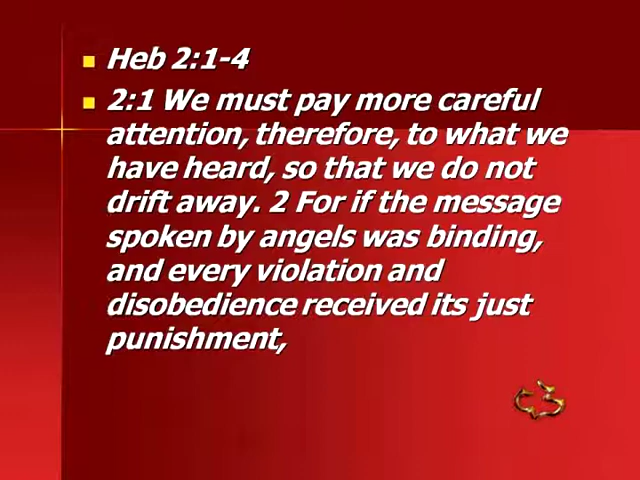 Heb 2:1-4
2:1 We must pay more careful
attention, therefore, to what we
have heard, so that we do not
drift away. 2 For if the message
spoken by angels was binding,
and every violation and
disobedience received its just
punishment,